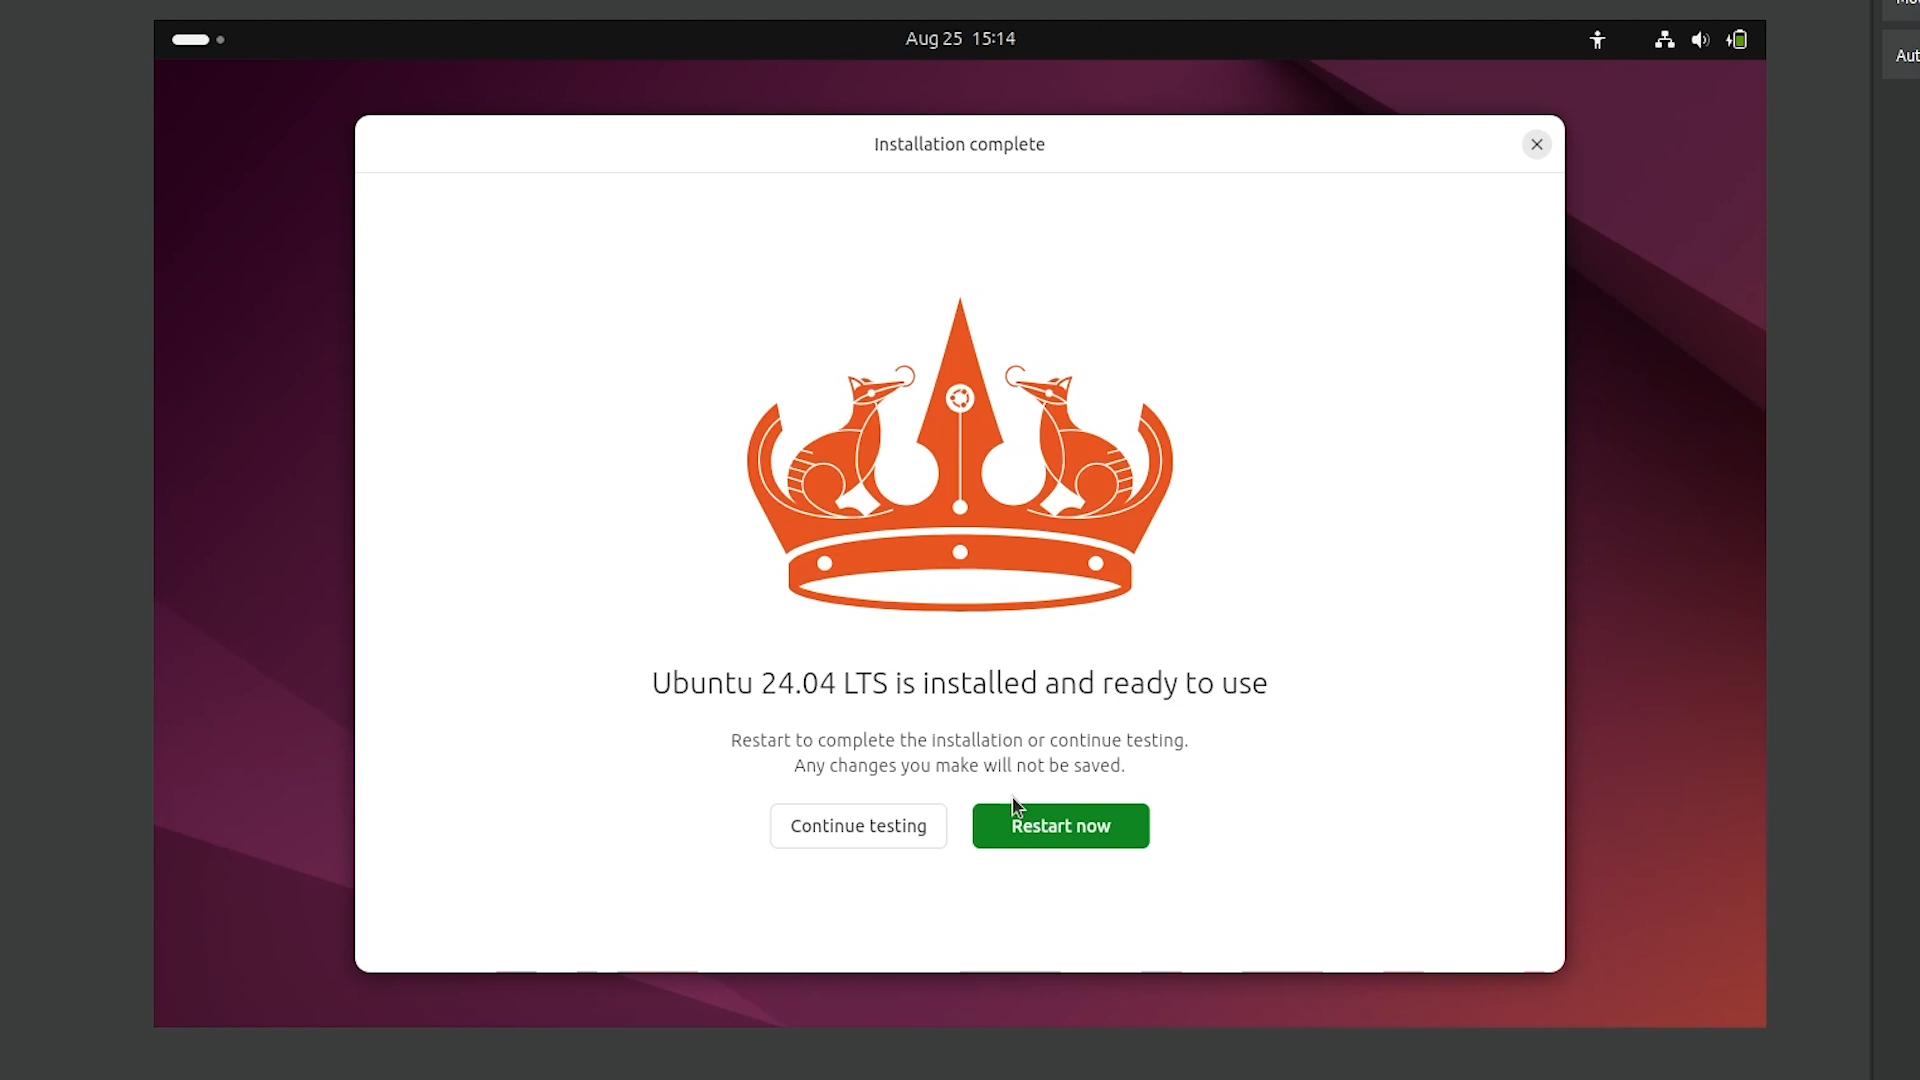 Aug 25 15:14
Aut
Installation complete
Ubuntu 24.04 LTS is installed and ready to use
Restart to complete the installation or continue testing.
Any changes you make will not be saved.
Continue testing
Restart now